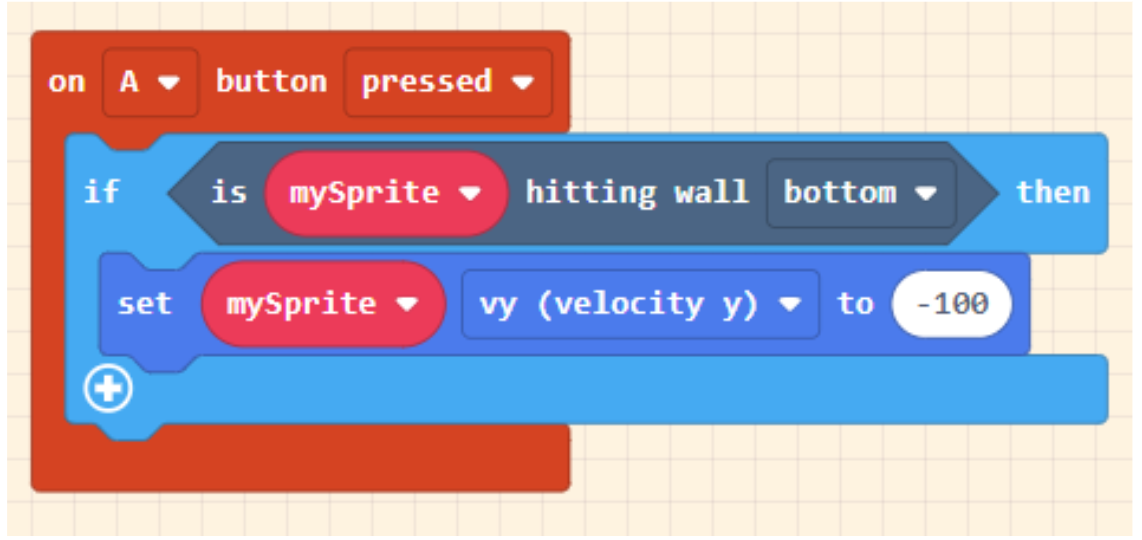 on A button pressed
if is mySprite hitting wall bottom then
set mySprite vy (velocity y) to -100